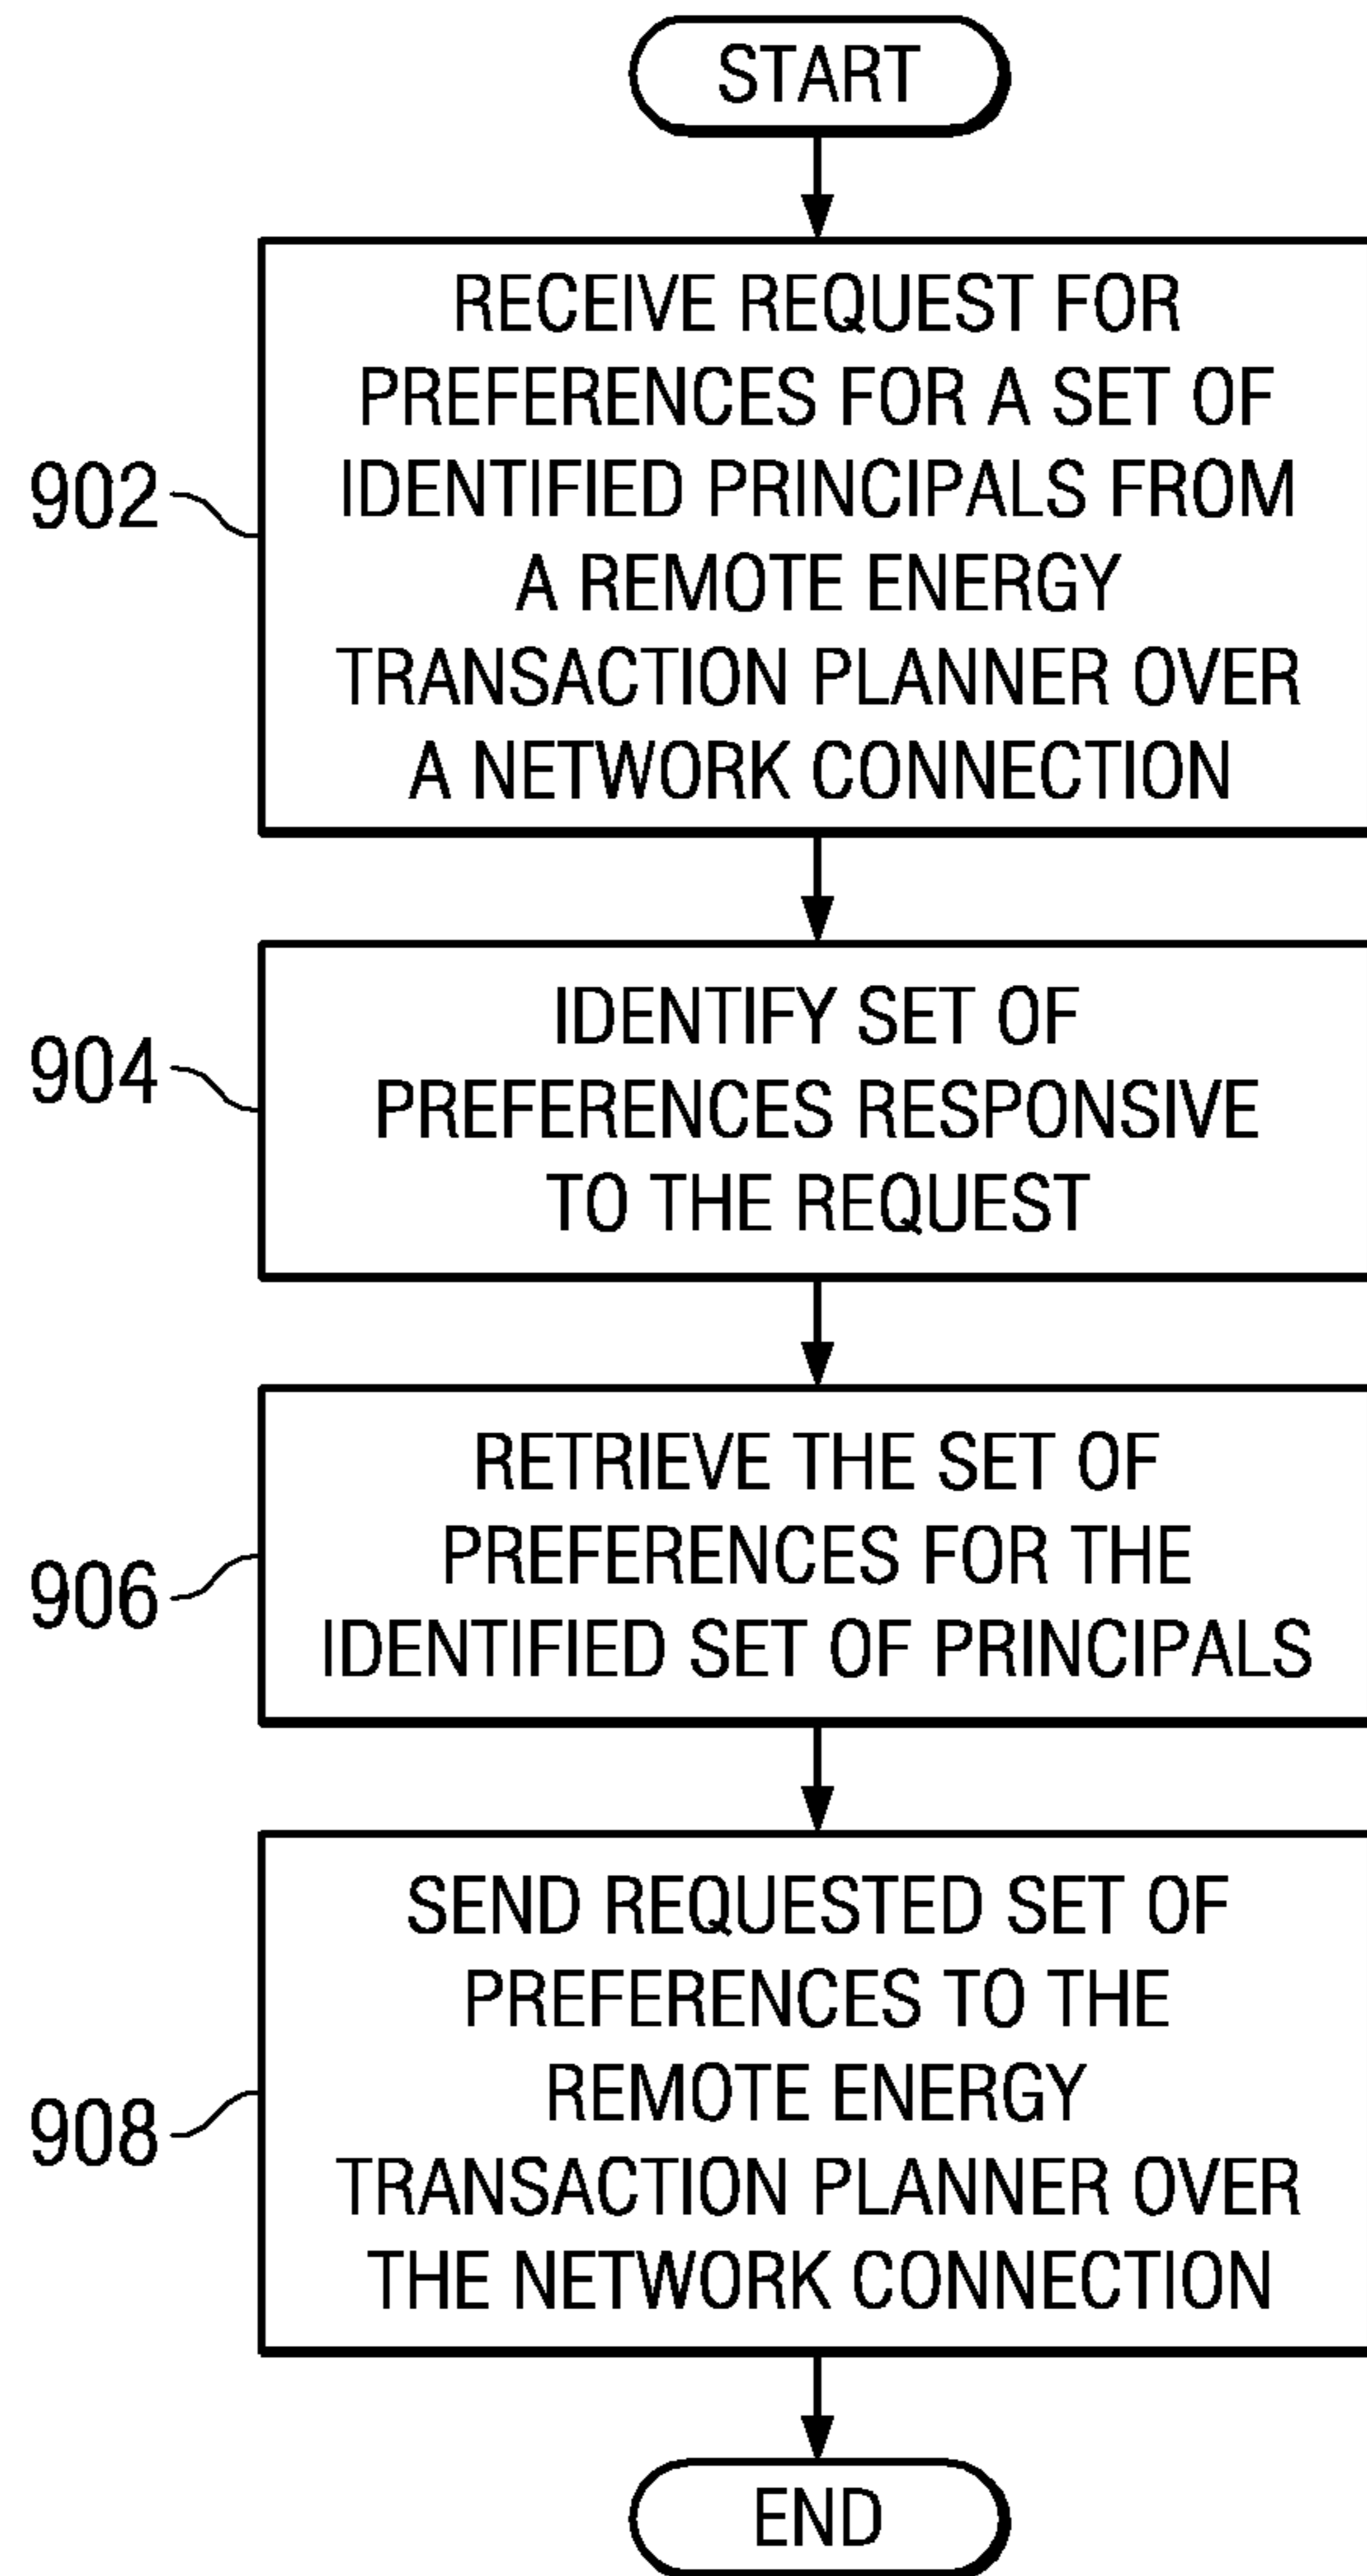 START
RECEIVE REQUEST FOR
PREFERENCES FOR A SET OF
IDENTIFIED PRINCIPALS FROM
A REMOTE ENERGY
TRANSACTION PLANNER OVER
A NETWORK CONNECTION
902
IDENTIFY SET OF
PREFERENCES RESPONSIVE
TO THE REQUEST
904
RETRIEVE THE SET OF
PREFERENCES FOR THE
IDENTIFIED SET OF PRINCIPALS
906
SEND REQUESTED SET OF
PREFERENCES TO THE
REMOTE ENERGY
TRANSACTION PLANNER OVER
THE NETWORK CONNECTION
908
END